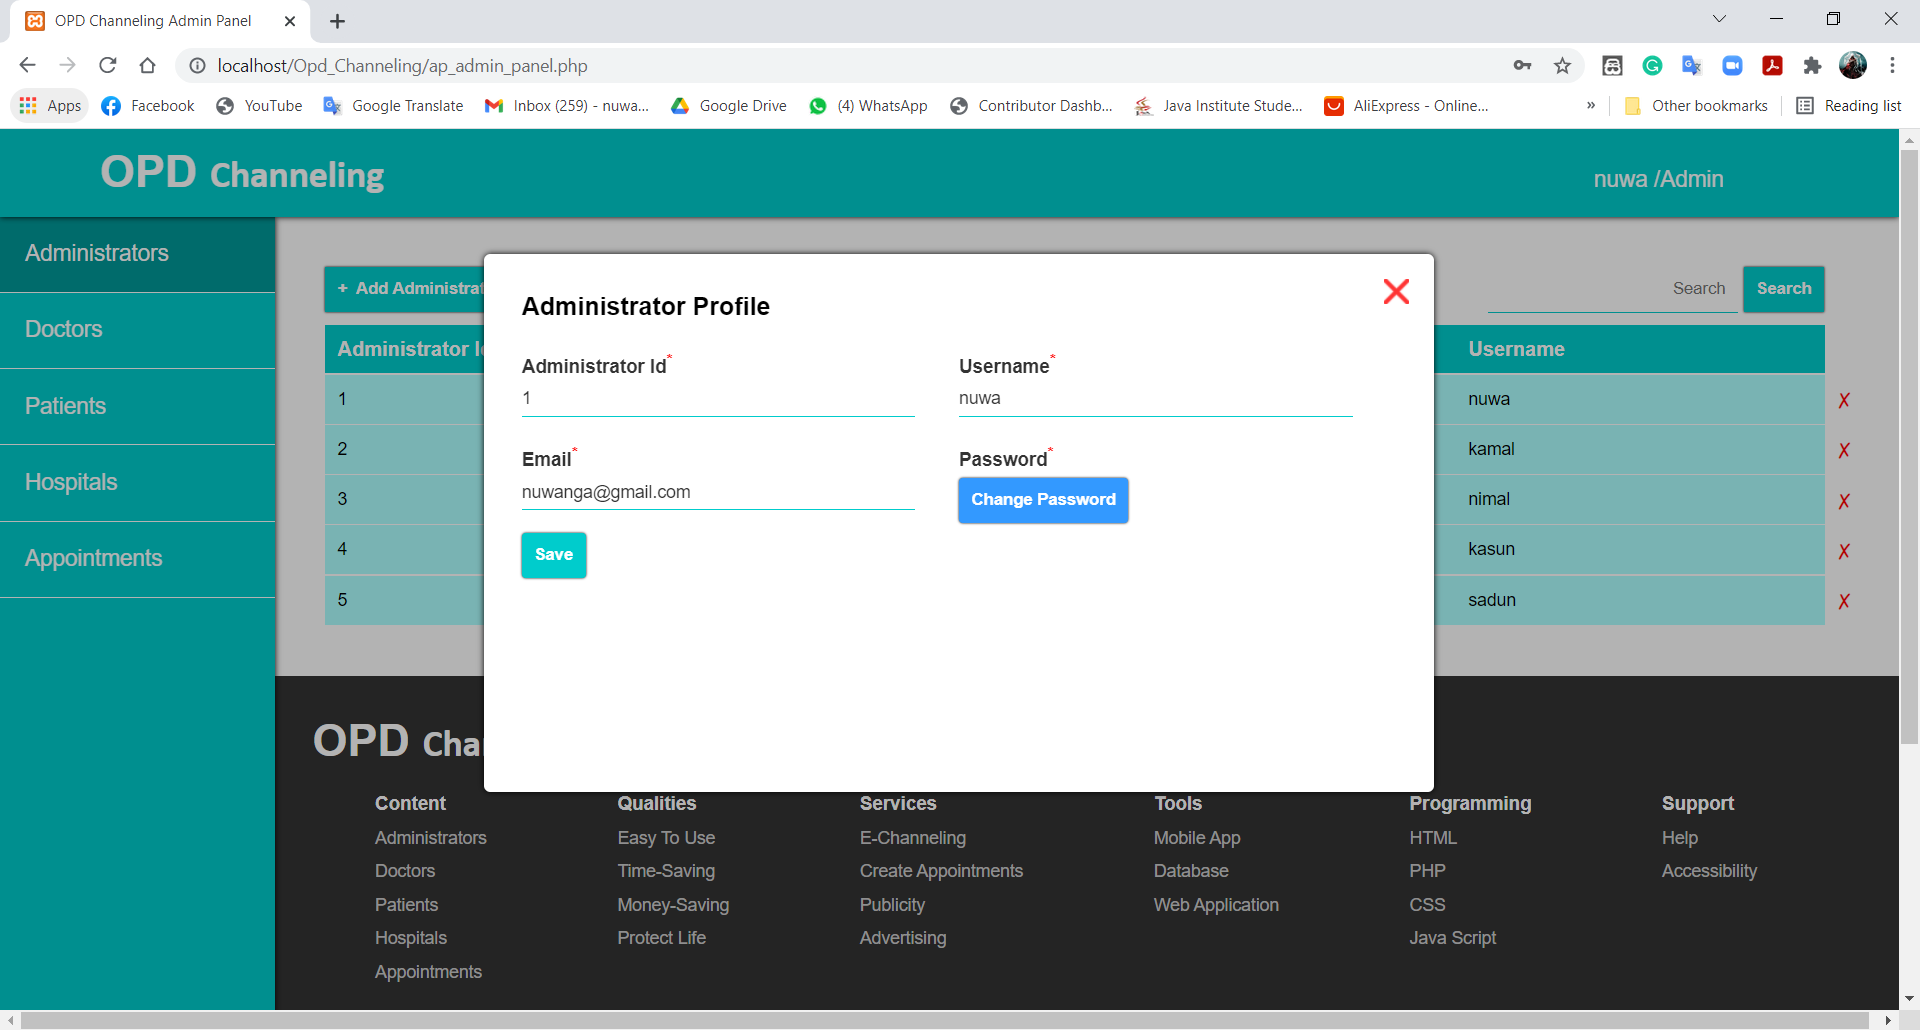 OPD Channeling Admin Panel
localhost/Opd_Channeling/ap_admin_panel.php
Apps Facebook YouTube Google Translate Inbox (259) - nuwa... Google Drive (4) WhatsApp Contributor Dashb... Java Institute Stude... AliExpress - Online... » Other bookmarks Reading list
OPD Channeling
nuwa /Admin
Administrators
Doctors
Patients
Hospitals
Appointments
+ Add Administrat
Search Search
Administrator Id Username
1 nuwa ✗
2 kamal ✗
3 nimal ✗
4 kasun ✗
5 sadun ✗
Administrator Profile
Administrator Id* Username*
1 nuwa
Email* Password*
nuwanga@gmail.com Change Password
Save
OPD Cha
Content Qualities Services Tools Programming Support
Administrators Easy To Use E-Channeling Mobile App HTML Help
Doctors Time-Saving Create Appointments Database PHP Accessibility
Patients Money-Saving Publicity Web Application CSS
Hospitals Protect Life Advertising Java Script
Appointments